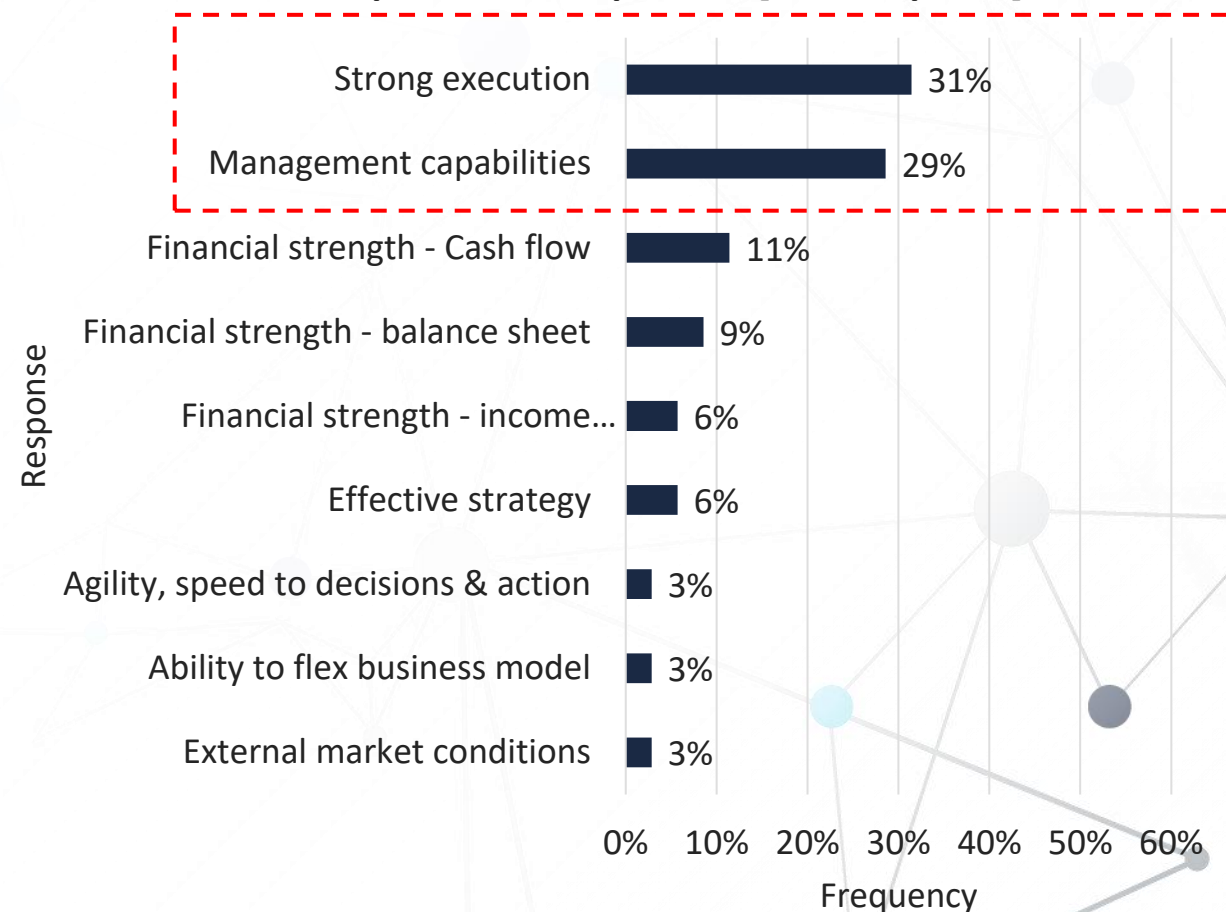 Strong execution 31%
Management capabilities 29%
Financial strength - Cash flow 11%
Financial strength - balance sheet 9%
Financial strength - income... 6%
Effective strategy 6%
Agility, speed to decisions & action 3%
Ability to flex business model 3%
External market conditions 3%
Response
0% 10% 20% 30% 40% 50% 60%
Frequency